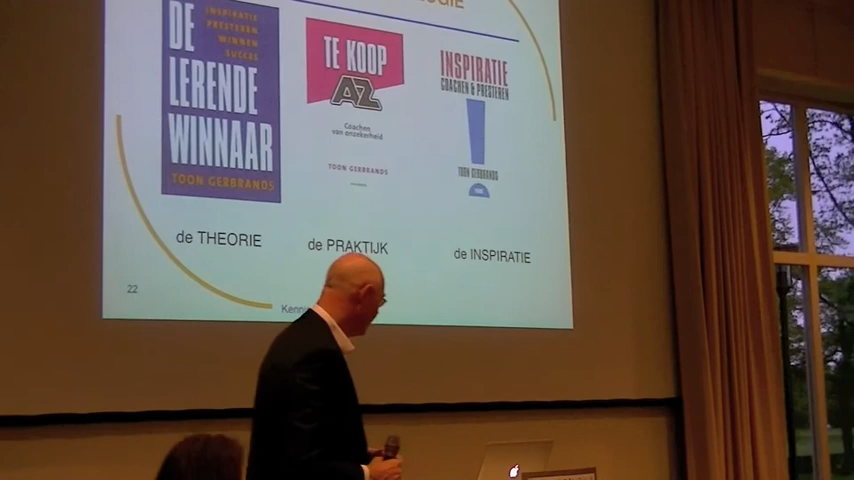 INSPIRATIE
PRESTEREN
WINNEN
SUCCES
DE
LERENDE
WINNAAR
TOON GERBRANDS
de THEORIE
TE KOOP
AZ
Coachen
van onzekerheid
TOON GERBRANDS
de PRAKTIJK
INSPIRATIE
COACHEN & PRESTEREN
TOON GERBRANDS
de INSPIRATIE
22